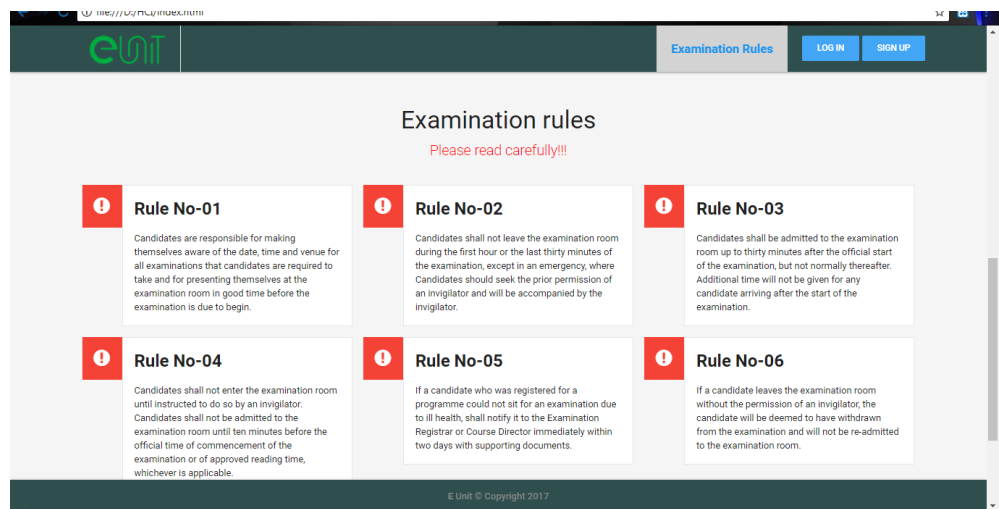 file:///D:/HCI/index.html
eUnit
Examination Rules
LOG IN
SIGN UP
Examination rules
Please read carefully!!!
Rule No-01
Candidates are responsible for making
themselves aware of the date, time and venue for
all examinations that candidates are required to
take and for presenting themselves at the
examination room in good time before the
examination is due to begin.
Rule No-02
Candidates shall not leave the examination room
during the first hour or the last thirty minutes of
the examination, except in an emergency, where
Candidates should seek the prior permission of
an invigilator and will be accompanied by the
invigilator.
Rule No-03
Candidates shall be admitted to the examination
room up to thirty minutes after the official start
of the examination, but not normally thereafter.
Additional time will not be given for any
candidate arriving after the start of the
examination.
Rule No-04
Candidates shall not enter the examination room
until instructed to do so by an invigilator.
Candidates shall not be admitted to the
examination room until ten minutes before the
official time of commencement of the
examination or of approved reading time,
whichever is applicable.
Rule No-05
If a candidate who was registered for a
programme could not sit for an examination due
to ill health, shall notify it to the Examination
Registrar or Course Director immediately within
two days with supporting documents.
Rule No-06
If a candidate leaves the examination room
without the permission of an invigilator, the
candidate will be deemed to have withdrawn
from the examination and will not be re-admitted
to the examination room.
E Unit © Copyright 2017